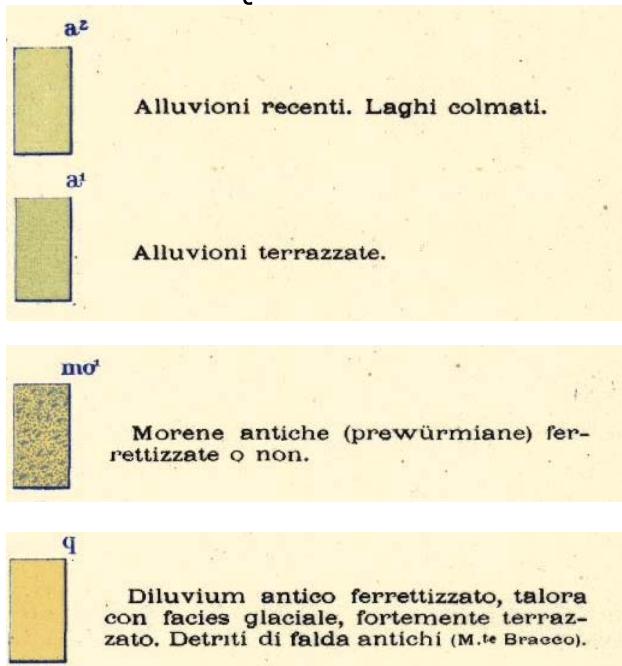 a²
Alluvioni recenti. Laghi colmati.
a¹
Alluvioni terrazzate.
mo¹
Morene antiche (prewürmiane) fer-
rettizzate o non.
q
Diluvium antico ferrettizzato, talora
con facies glaciale, fortemente terraz-
zato. Detriti di falda antichi (M.te Bracco).